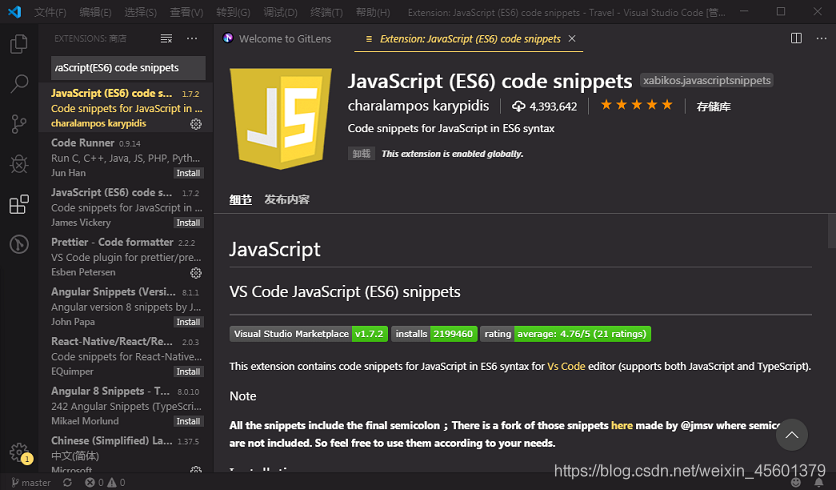 文件(F) 编辑(E) 选择(S) 查看(V) 转到(G) 调试(D) 终端(T) 帮助(H) Extension: JavaScript (ES6) code snippets - Travel - Visual Studio Code [管...
EXTENSIONS: 商店
Welcome to GitLens
Extension: JavaScript (ES6) code snippets
aScript(ES6) code snippets
JavaScript (ES6) code s... 1.7.2
Code snippets for JavaScript in ...
charalampos karypidis
Code Runner 0.9.14
Run C, C++, Java, JS, PHP, Pyth...
Jun Han Install
JavaScript (ES6) code s... 1.7.2
Code snippets for JavaScript in ...
James Vickery Install
Prettier - Code formatter 2.2.2
VS Code plugin for prettier/pre...
Esben Petersen
Angular Snippets (Versi... 8.1.1
Angular version 8 snippets by J...
John Papa Install
React-Native/React/Re... 2.0.3
Code snippets for React-Native...
EQuimper Install
Angular 8 Snippets - T... 8.0.10
242 Angular Snippets (TypeScri...
Mikael Morlund Install
Chinese (Simplified) La... 1.37.5
中文(简体)
Microsoft
JS
JavaScript (ES6) code snippets xabikos.javascriptsnippets
charalampos karypidis 4,393,642 存储库
Code snippets for JavaScript in ES6 syntax
卸载 This extension is enabled globally.
细节 发布内容
JavaScript
VS Code JavaScript (ES6) snippets
Visual Studio Marketplace v1.7.2 installs 2199460 rating average: 4.76/5 (21 ratings)
This extension contains code snippets for JavaScript in ES6 syntax for Vs Code editor (supports both JavaScript and TypeScript).
Note
All the snippets include the final semicolon ; There is a fork of those snippets here made by @jmsv where semic
are not included. So feel free to use them according to your needs.
Installation
master 0 0
1
https://blog.csdn.net/weixin_45601379